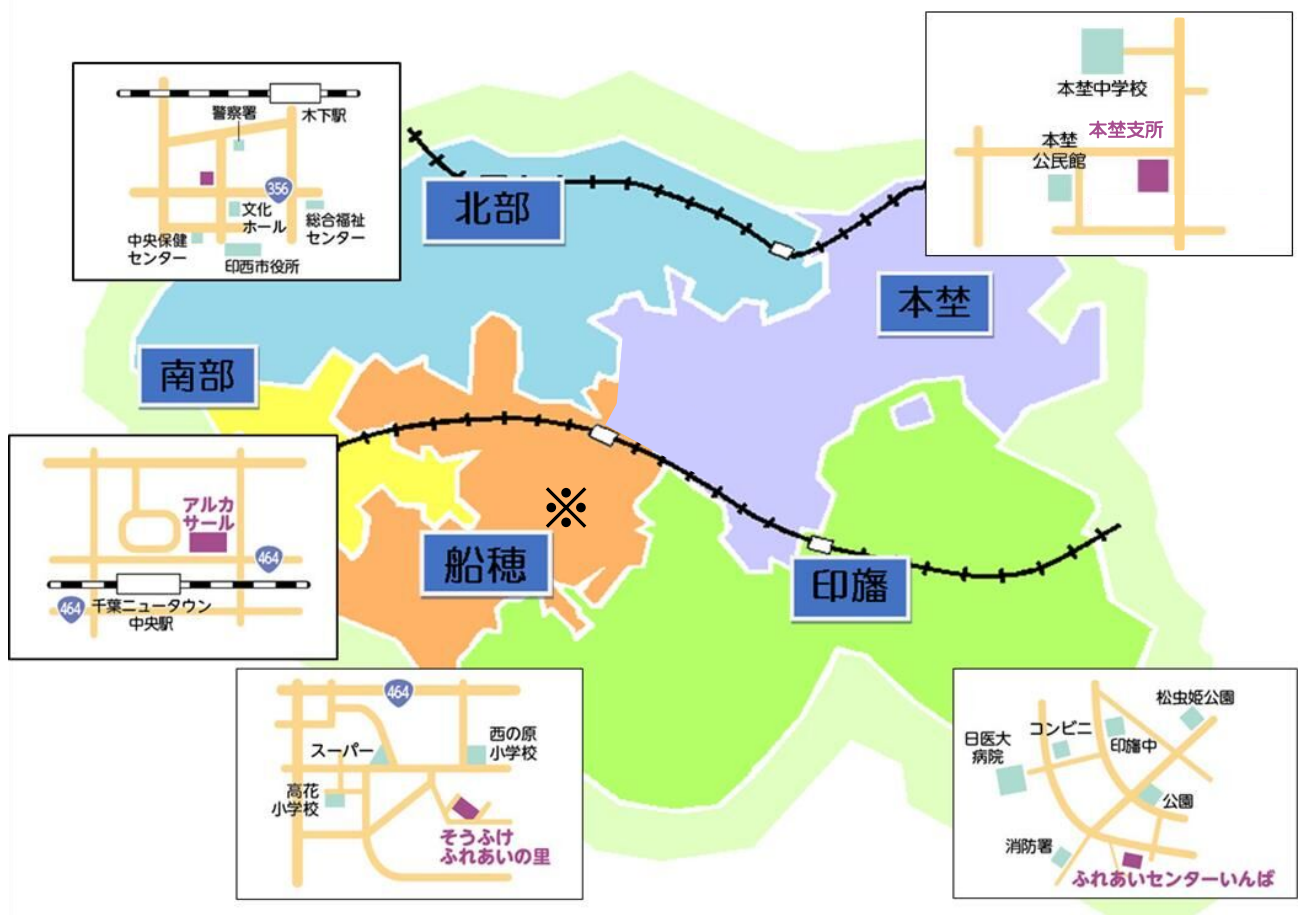 警察署
木下駅
356
文化
ホール
総合福祉
センター
中央保健
センター
印西市役所
本埜中学校
本埜支所
本埜
公民館
北部
本埜
南部
船穂
※
印旛
アルカ
サール
464
464
千葉ニュータウン
中央駅
464
スーパー
西の原
小学校
高花
小学校
そうふけ
ふれあいの里
松虫姫公園
コンビニ
印旛中
日医大
病院
公園
消防署
ふれあいセンターいんば